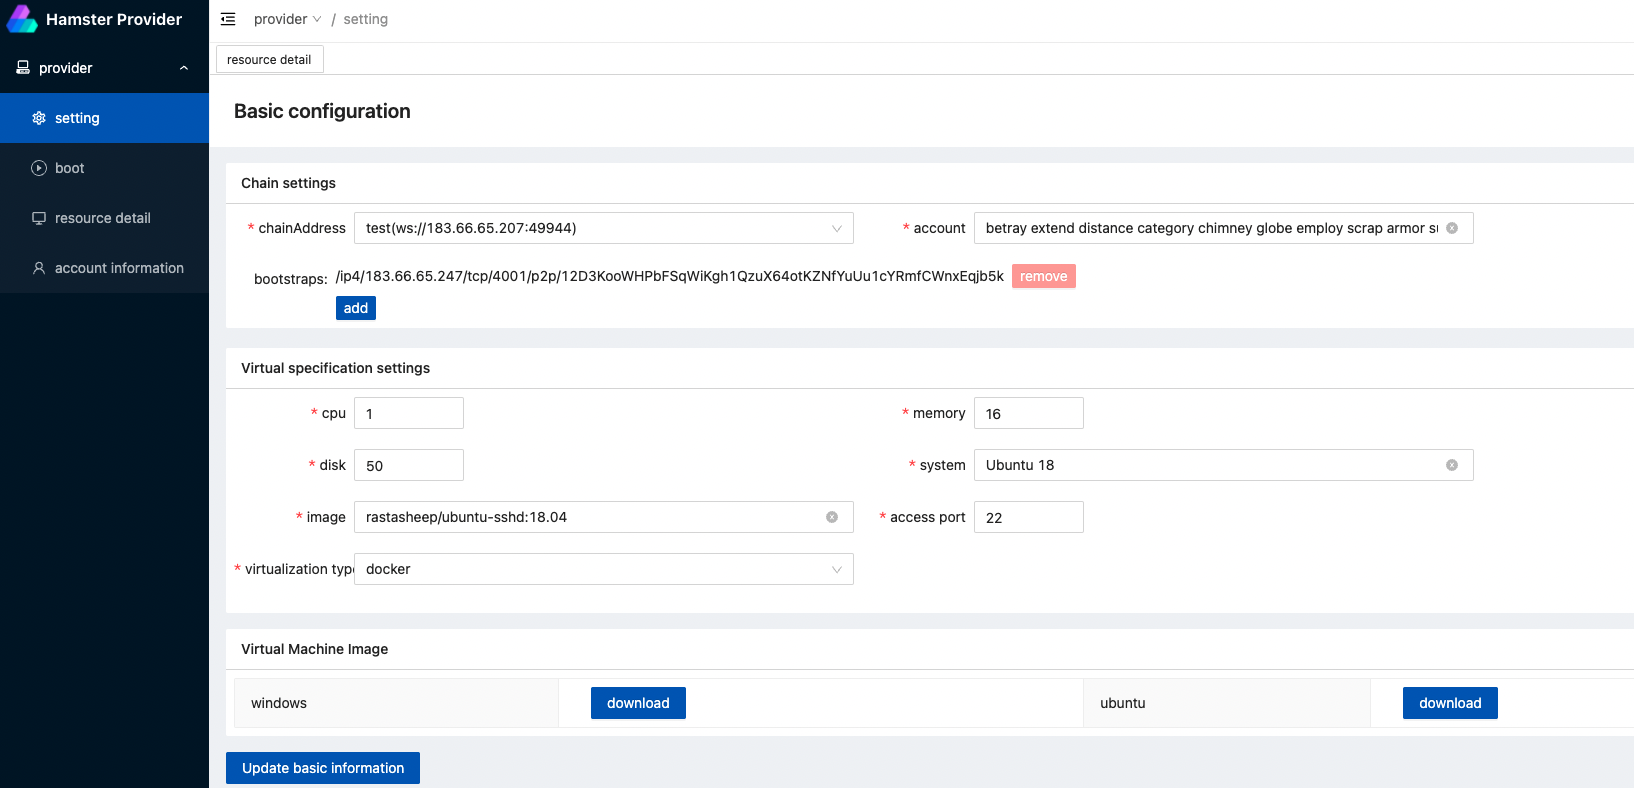 Hamster Provider
provider
setting
boot
resource detail
account information
provider / setting
resource detail
Basic configuration
Chain settings
* chainAddress test(ws://183.66.65.207:49944)
* account betray extend distance category chimney globe employ scrap armor
bootstraps: /ip4/183.66.65.247/tcp/4001/p2p/12D3KooWHPbFSqWiKgh1QzuX64otKZNfYuUu1cYRmfCWnxEqjb5k remove
add
Virtual specification settings
* cpu 1
* memory 16
* disk 50
* system Ubuntu 18
* image rastasheep/ubuntu-sshd:18.04
* access port 22
* virtualization type docker
Virtual Machine Image
windows download ubuntu download
Update basic information